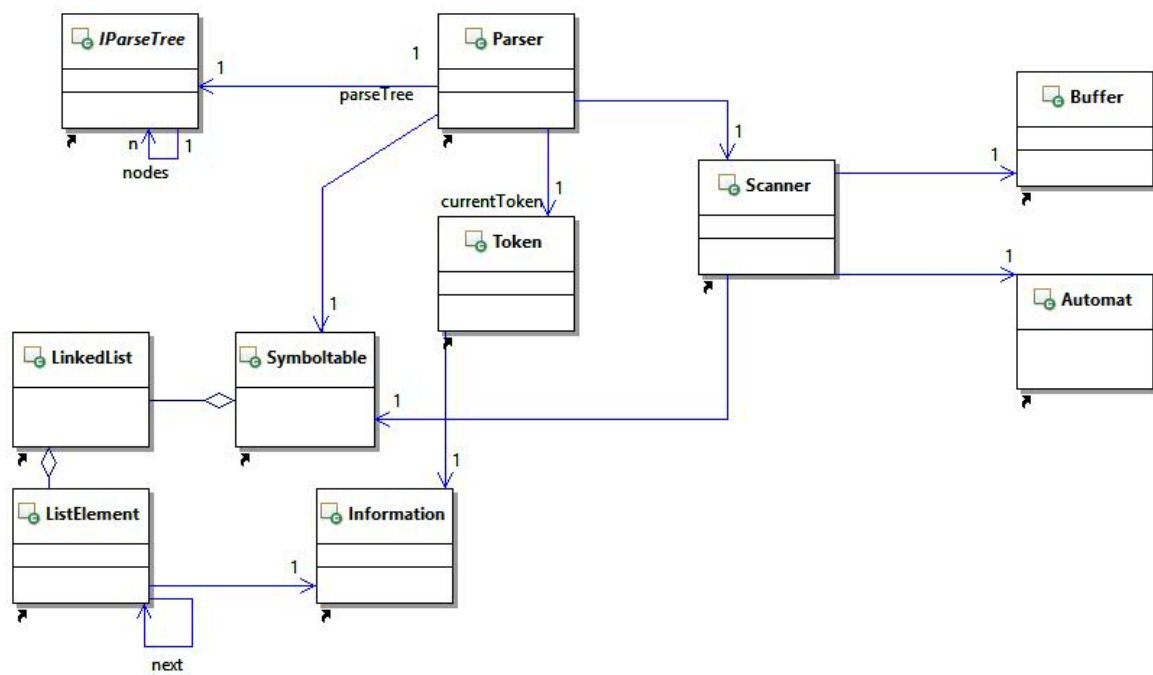 IParseTree
Parser
1
1
parseTree
n
1
nodes
Buffer
1
1
Scanner
1
currentToken
Token
1
Automat
1
LinkedList
Symboltable
1
1
ListElement
Information
1
next